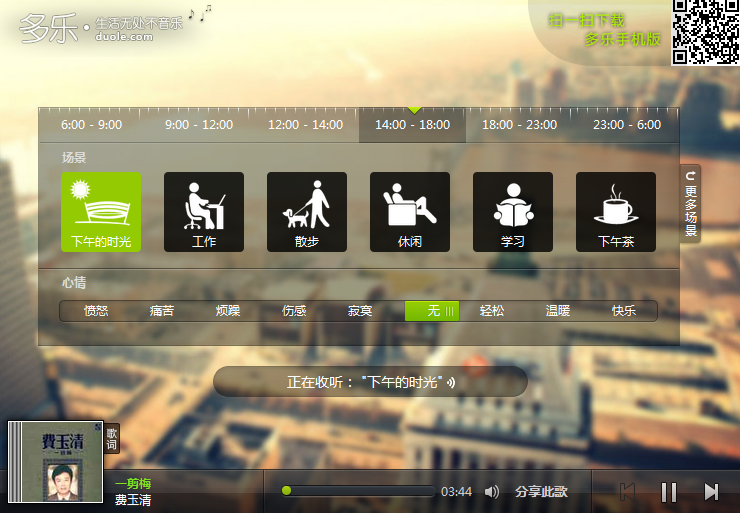 多乐·生活无处不音乐
duole.com
扫一扫下载
多乐手机版
6:00 - 9:00
9:00 - 12:00
12:00 - 14:00
14:00 - 18:00
18:00 - 23:00
23:00 - 6:00
场景
下午的时光
工作
散步
休闲
学习
下午茶
更多场景
心情
愤怒
痛苦
烦躁
伤感
寂寞
无
轻松
温暖
快乐
正在收听： "下午的时光"
費玉清
歌词
一剪梅
费玉清
03:44
分享此歌